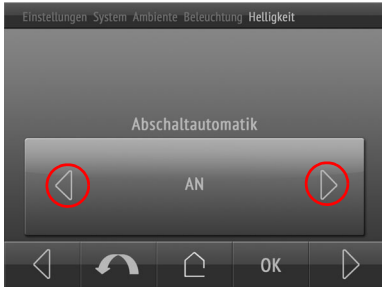 Einstellungen System Ambiente Beleuchtung Helligkeit
Abschaltautomatik
AN
OK